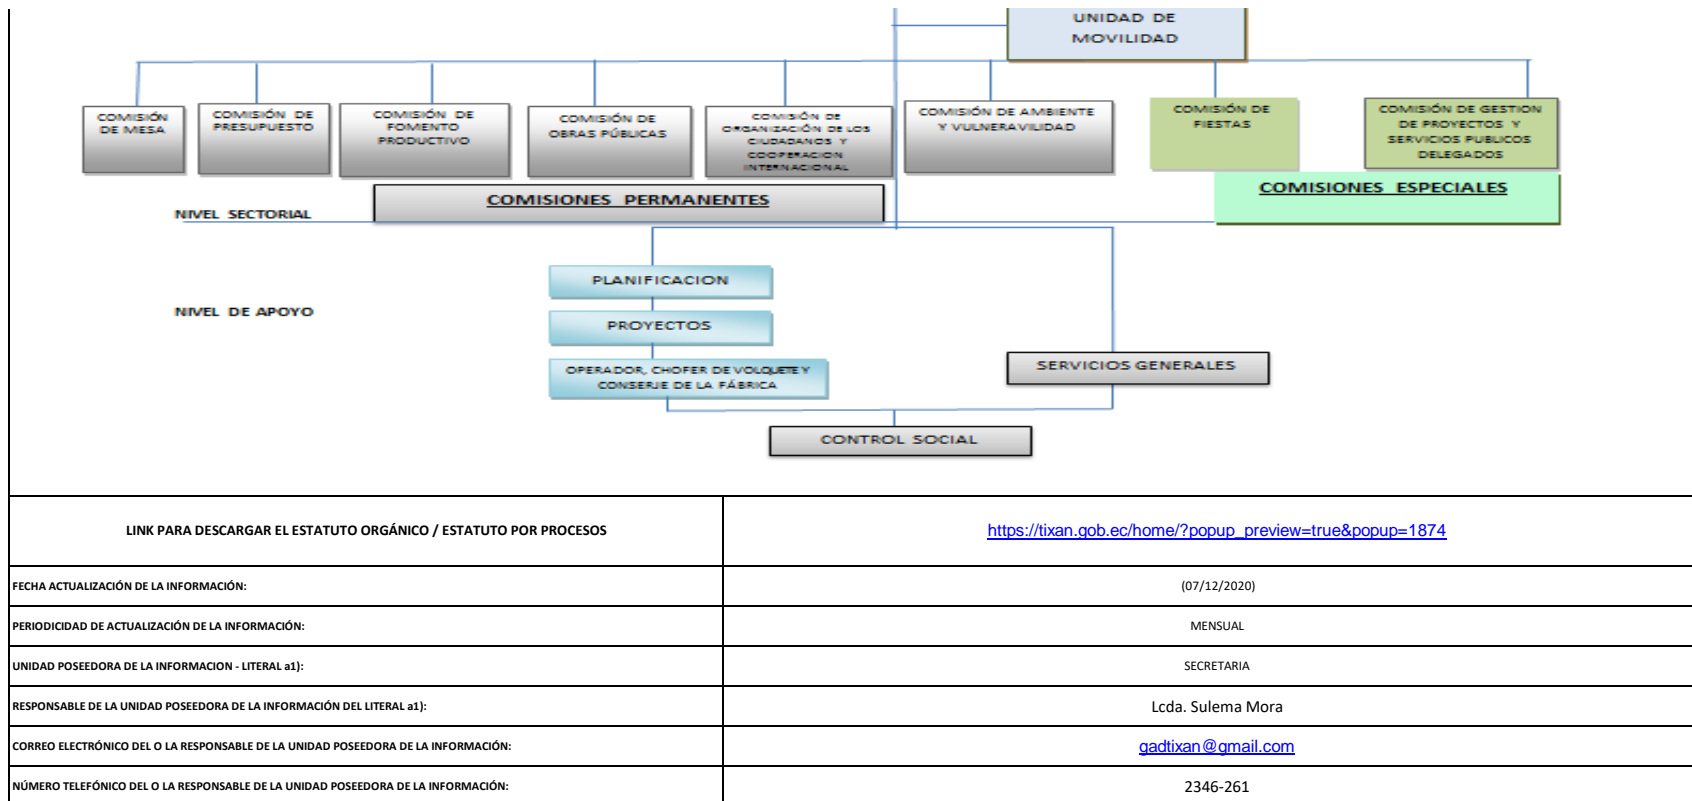 UNIDAD DE
MOVILIDAD
COMISIÓN
DE MESA
COMISIÓN DE
PRESUPUESTO
COMISIÓN DE
FOMENTO
PRODUCTIVO
COMISIÓN DE
OBRAS PÚBLICAS
COMISIÓN DE
ORGANIZACIÓN DE LOS
CIUDADANOS Y
COOPERACION
INTERNACIONAL
COMISIÓN DE AMBIENTE
Y VULNERAVILIDAD
COMISIÓN DE
FIESTAS
COMISIÓN DE GESTION
DE PROYECTOS Y
SERVICIOS PUBLICOS
DELEGADOS
COMISIONES PERMANENTES
COMISIONES ESPECIALES
NIVEL SECTORIAL
PLANIFICACION
NIVEL DE APOYO
PROYECTOS
OPERADOR, CHOFER DE VOLQUETE Y
CONSERJE DE LA FÁBRICA
SERVICIOS GENERALES
CONTROL SOCIAL
LINK PARA DESCARGAR EL ESTATUTO ORGÁNICO / ESTATUTO POR PROCESOS
https://tixan.gob.ec/home/?popup_preview=true&popup=1874
FECHA ACTUALIZACIÓN DE LA INFORMACIÓN:
(07/12/2020)
PERIODICIDAD DE ACTUALIZACIÓN DE LA INFORMACIÓN:
MENSUAL
UNIDAD POSEEDORA DE LA INFORMACION - LITERAL a1):
SECRETARIA
RESPONSABLE DE LA UNIDAD POSEEDORA DE LA INFORMACIÓN DEL LITERAL a1):
Lcda. Sulema Mora
CORREO ELECTRÓNICO DEL O LA RESPONSABLE DE LA UNIDAD POSEEDORA DE LA INFORMACIÓN:
gadtixan@gmail.com
NÚMERO TELEFÓNICO DEL O LA RESPONSABLE DE LA UNIDAD POSEEDORA DE LA INFORMACIÓN:
2346-261